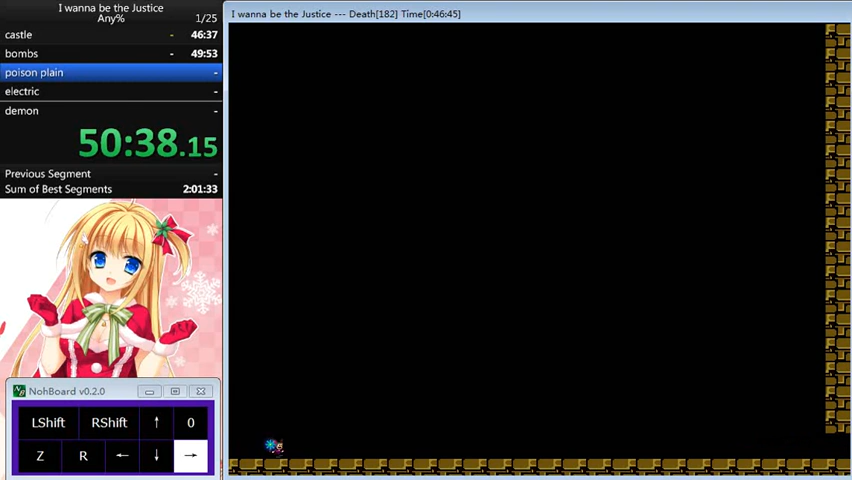 I wanna be the Justice
Any% 1/25
castle - 46:37
bombs - 49:53
poison plain -
electric -
demon -
50:38.15
Previous Segment -
Sum of Best Segments 2:01:33
I wanna be the Justice --- Death[182] Time[0:46:45]
NohBoard v0.2.0
LShift RShift ↑ 0
Z R ← ↓ →